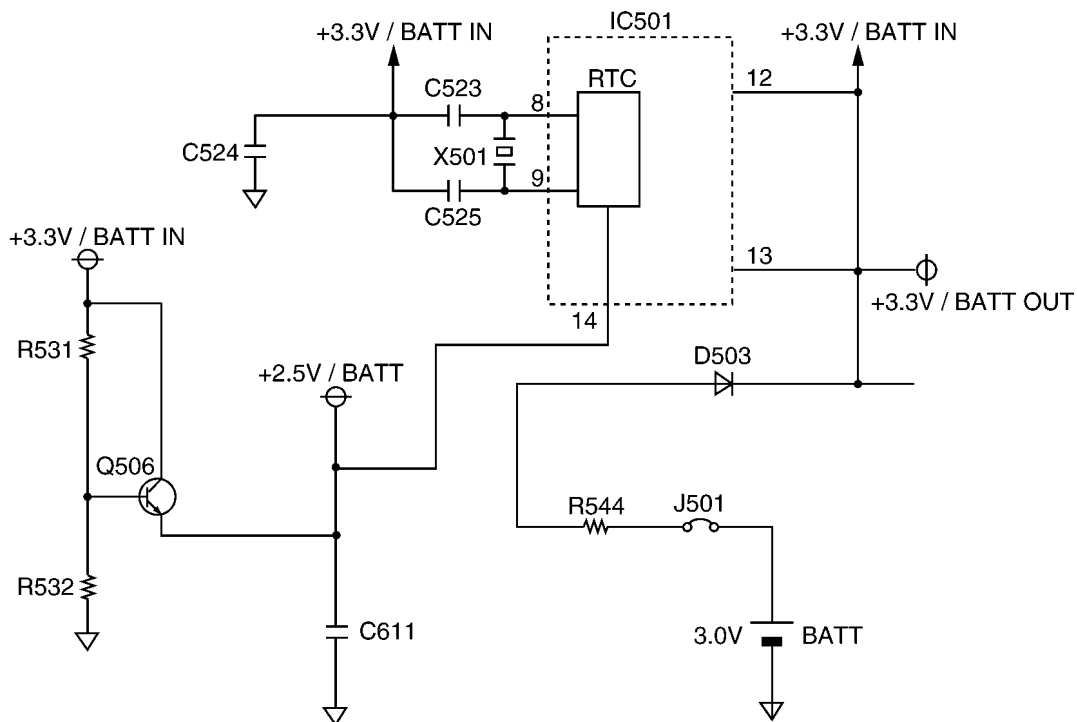 IC501
+3.3V / BATT IN
+3.3V / BATT IN
RTC
12
C523
8
C524
X501
9
C525
+3.3V / BATT IN
13
+3.3V / BATT OUT
14
R531
D503
+2.5V / BATT
Q506
R544
J501
R532
C611
3.0V
BATT